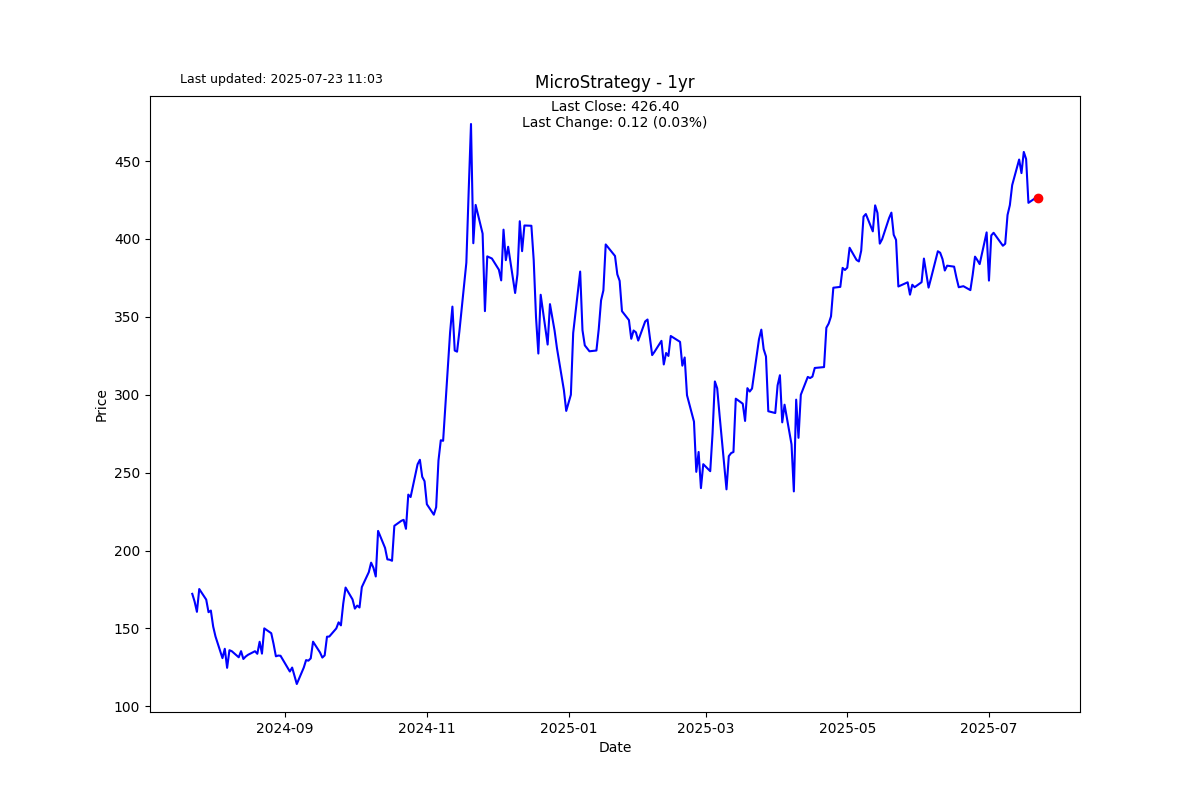 Last updated: 2025-07-23 11:03
MicroStrategy - 1yr
Last Close: 426.40
Last Change: 0.12 (0.03%)
Price
450
400
350
300
250
200
150
100
2024-09
2024-11
2025-01
2025-03
2025-05
2025-07
Date